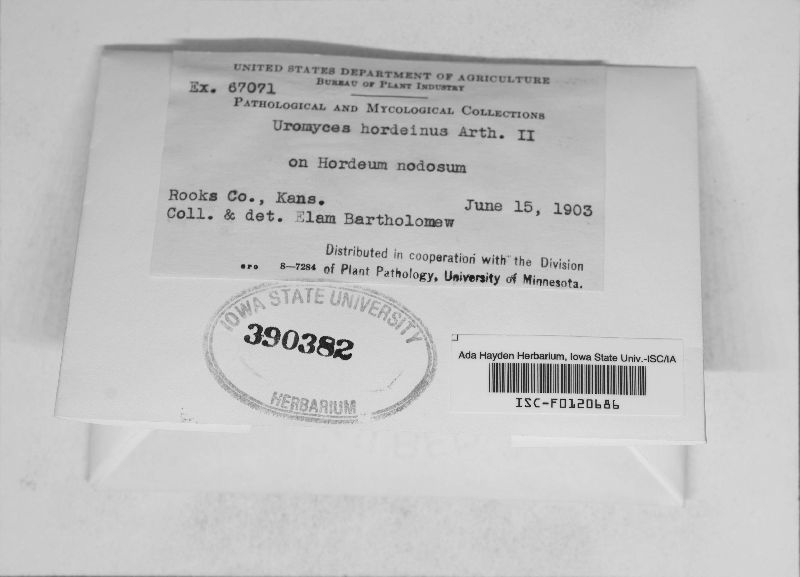 UNITED STATES DEPARTMENT OF AGRICULTURE
Ex. 67071 BUREAU OF PLANT INDUSTRY
PATHOLOGICAL AND MYCOLOGICAL COLLECTIONS
Uromyces hordeinus Arth. II
on Hordeum nodosum
Rooks Co., Kans. June 15, 1903
Coll. & det. Elam Bartholomew
Distributed in cooperation with the Division
GPO 8—7284 of Plant Pathology, University of Minnesota.
IOWA STATE UNIVERSITY
390382
HERBARIUM
Ada Hayden Herbarium, Iowa State Univ.-ISC/IA
ISC-F0120686